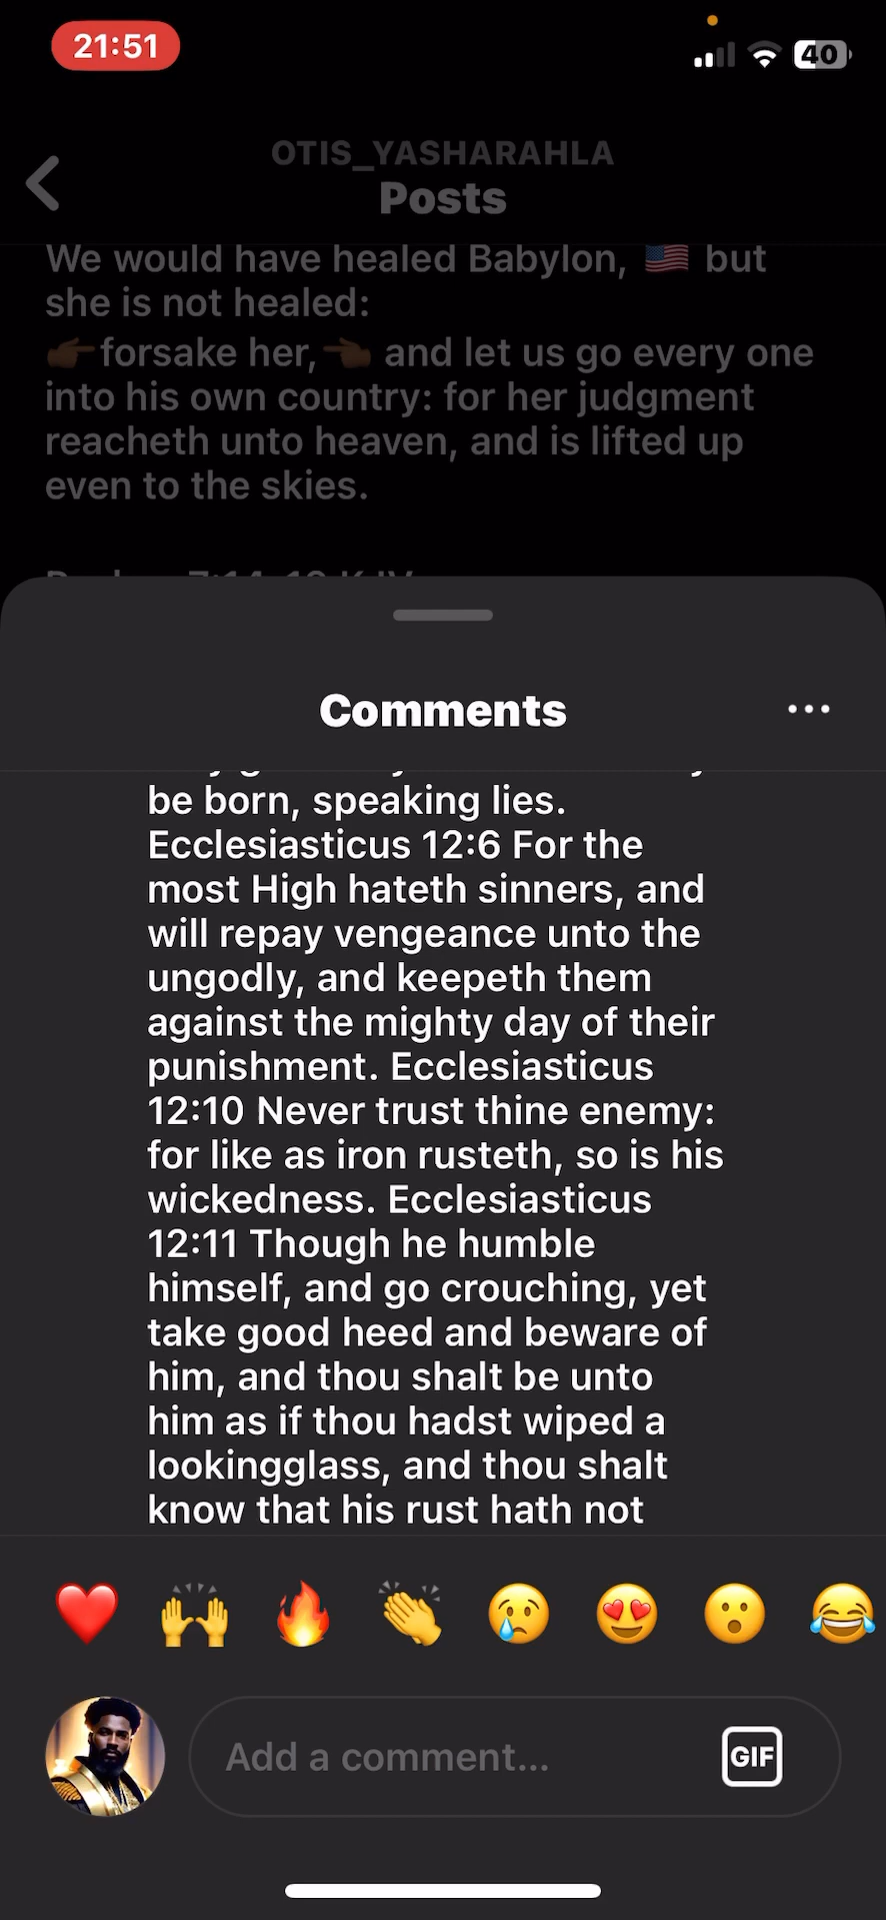 21:51
40
OTIS_YASHARAHLA
Posts
We would have healed Babylon, 🇺🇸 but
she is not healed:
👉🏿forsake her,👈🏿 and let us go every one
into his own country: for her judgment
reacheth unto heaven, and is lifted up
even to the skies.
Comments
be born, speaking lies.
Ecclesiasticus 12:6 For the
most High hateth sinners, and
will repay vengeance unto the
ungodly, and keepeth them
against the mighty day of their
punishment. Ecclesiasticus
12:10 Never trust thine enemy:
for like as iron rusteth, so is his
wickedness. Ecclesiasticus
12:11 Though he humble
himself, and go crouching, yet
take good heed and beware of
him, and thou shalt be unto
him as if thou hadst wiped a
lookingglass, and thou shalt
know that his rust hath not
❤️ 🙌 🔥 👏 😢 😍 😮 😂
Add a comment...
GIF